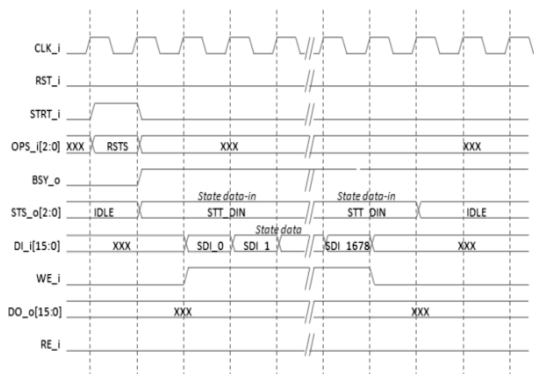 CLK_i
RST_i
STRT_i
OPS_i[2:0] XXX RSTS XXX XXX
BSY_o
State data-in State data-in
STS_o[2:0] IDLE STT_DIN STT_DIN IDLE
State data
DI_i[15:0] XXX SDI_0 SDI_1 SDI_1678 XXX
WE_i
DO_o[15:0] XXX XXX
RE_i